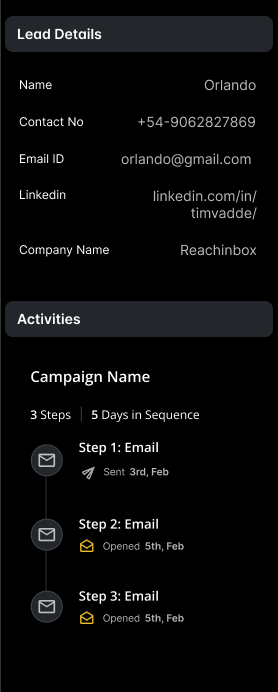 Lead Details
Name Orlando
Contact No +54-9062827869
Email ID orlando@gmail.com
Linkedin linkedin.com/in/
timvadde/
Company Name Reachinbox
Activities
Campaign Name
3 Steps 5 Days in Sequence
Step 1: Email
Sent 3rd, Feb
Step 2: Email
Opened 5th, Feb
Step 3: Email
Opened 5th, Feb